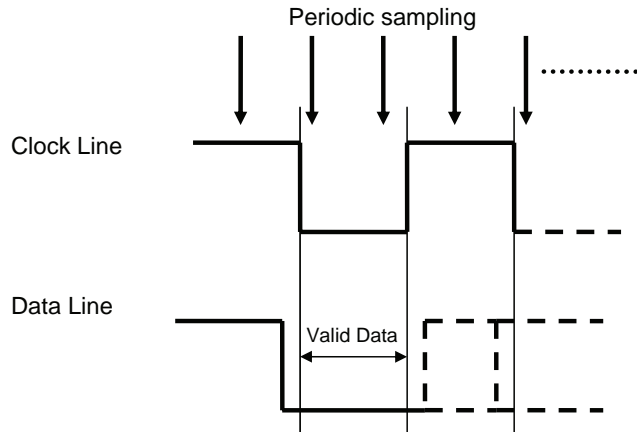 Periodic sampling
Clock Line
Data Line
Valid Data